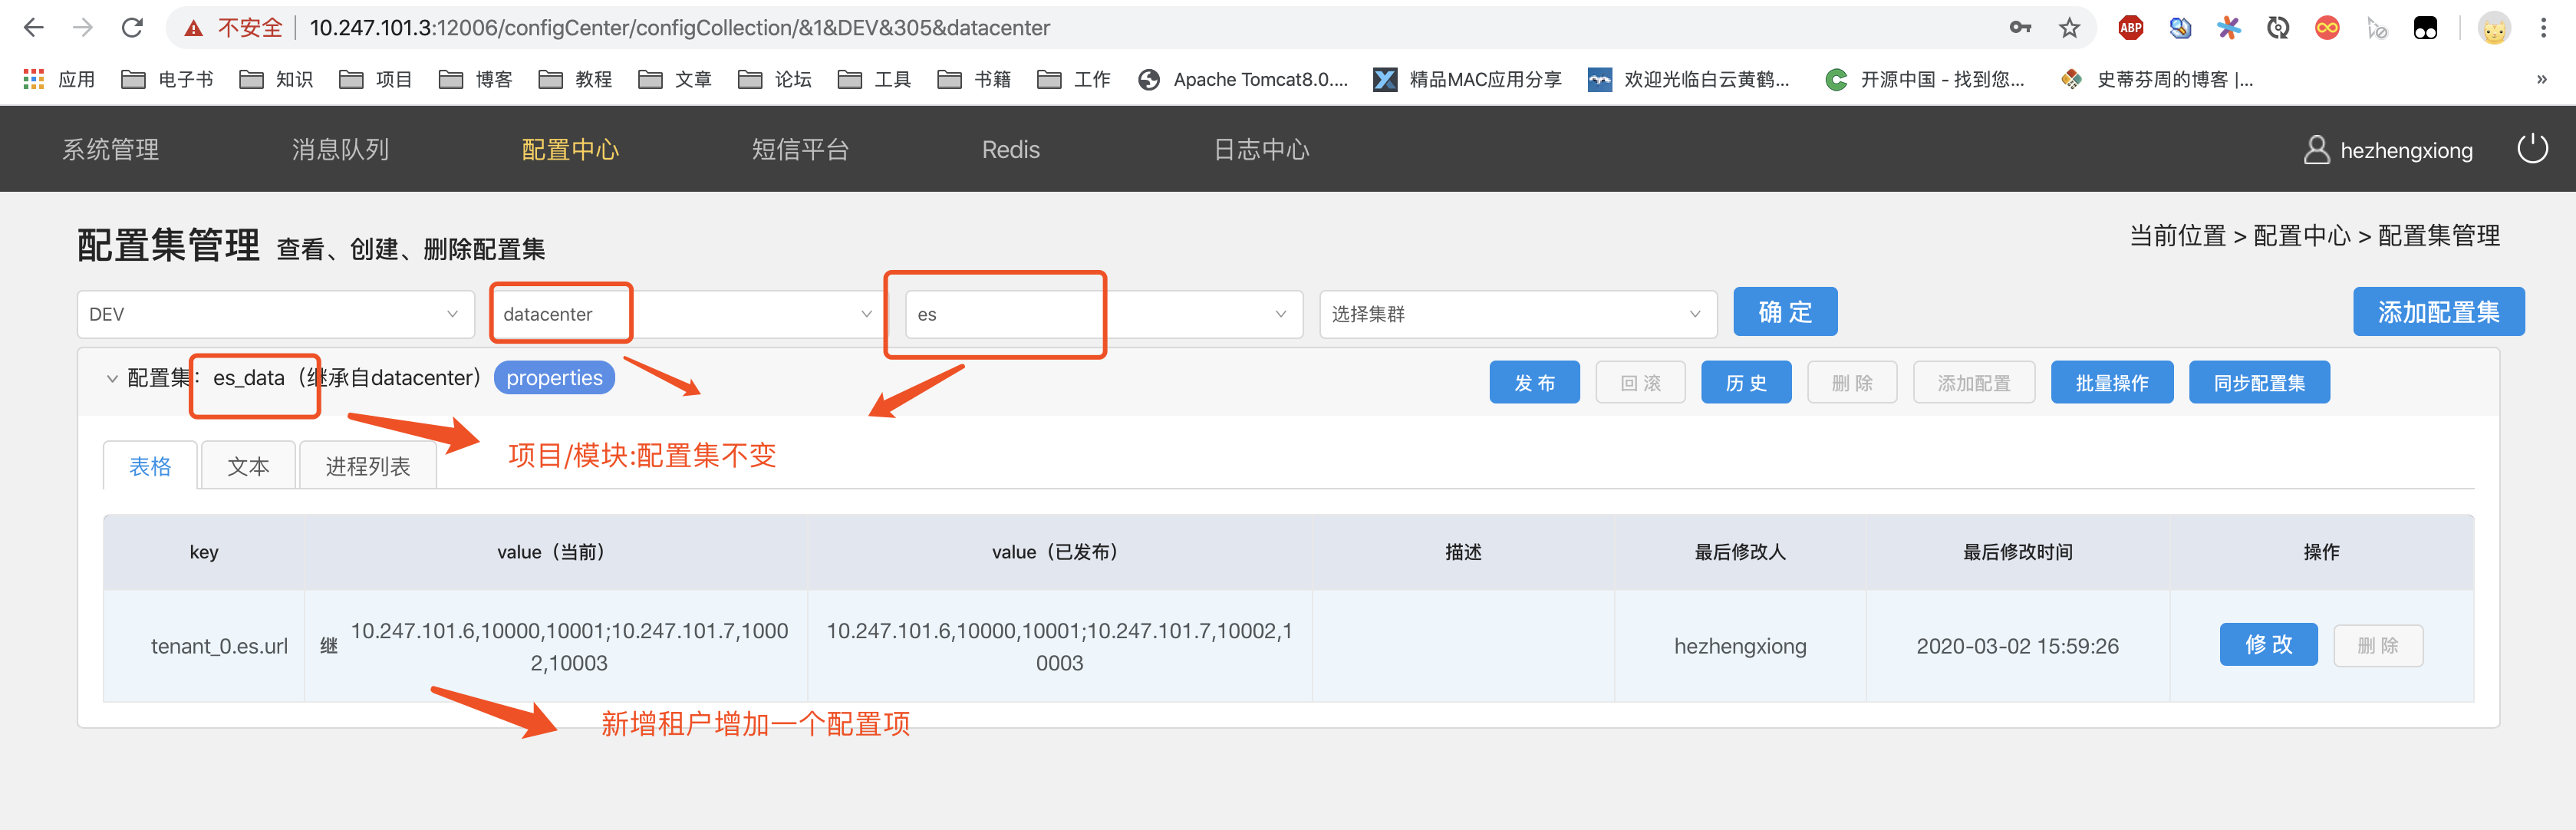 不安全 10.247.101.3:12006/configCenter/configCollection/&1&DEV&305&datacenter
ABP
应用 电子书 知识 项目 博客 教程 文章 论坛 工具 书籍 工作 Apache Tomcat8.0.... 精品MAC应用分享 欢迎光临白云黄鹤... 开源中国 - 找到您... 史蒂芬周的博客 |... »
系统管理 消息队列 配置中心 短信平台 Redis 日志中心 hezhengxiong
配置集管理 查看、创建、删除配置集 当前位置 > 配置中心 > 配置集管理
DEV datacenter es 选择集群 确 定 添加配置集
配置集： es_data（继承自datacenter） properties 发 布 回 滚 历 史 删 除 添加配置 批量操作 同步配置集
项目/模块:配置集不变
表格 文本 进程列表
key value（当前） value（已发布） 描述 最后修改人 最后修改时间 操作
tenant_0.es.url 继 10.247.101.6,10000,10001;10.247.101.7,1000
2,10003
10.247.101.6,10000,10001;10.247.101.7,10002,1
0003
hezhengxiong 2020-03-02 15:59:26 修 改 删 除
新增租户增加一个配置项